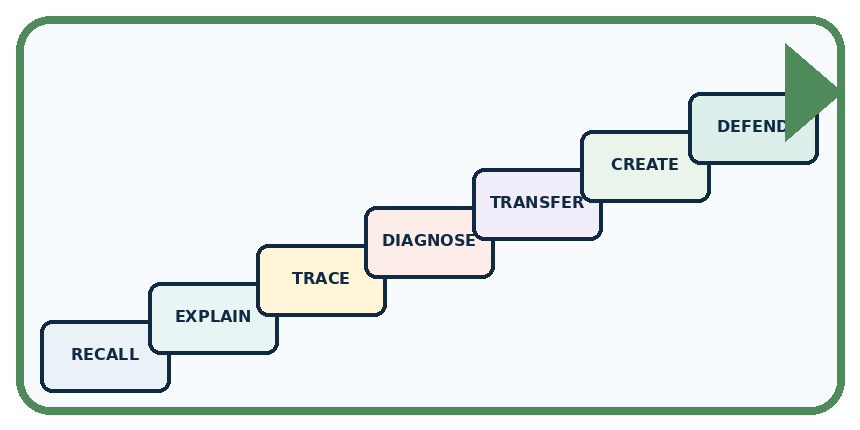 RECALL
EXPLAIN
TRACE
DIAGNOSE
TRANSFER
CREATE
DEFEND